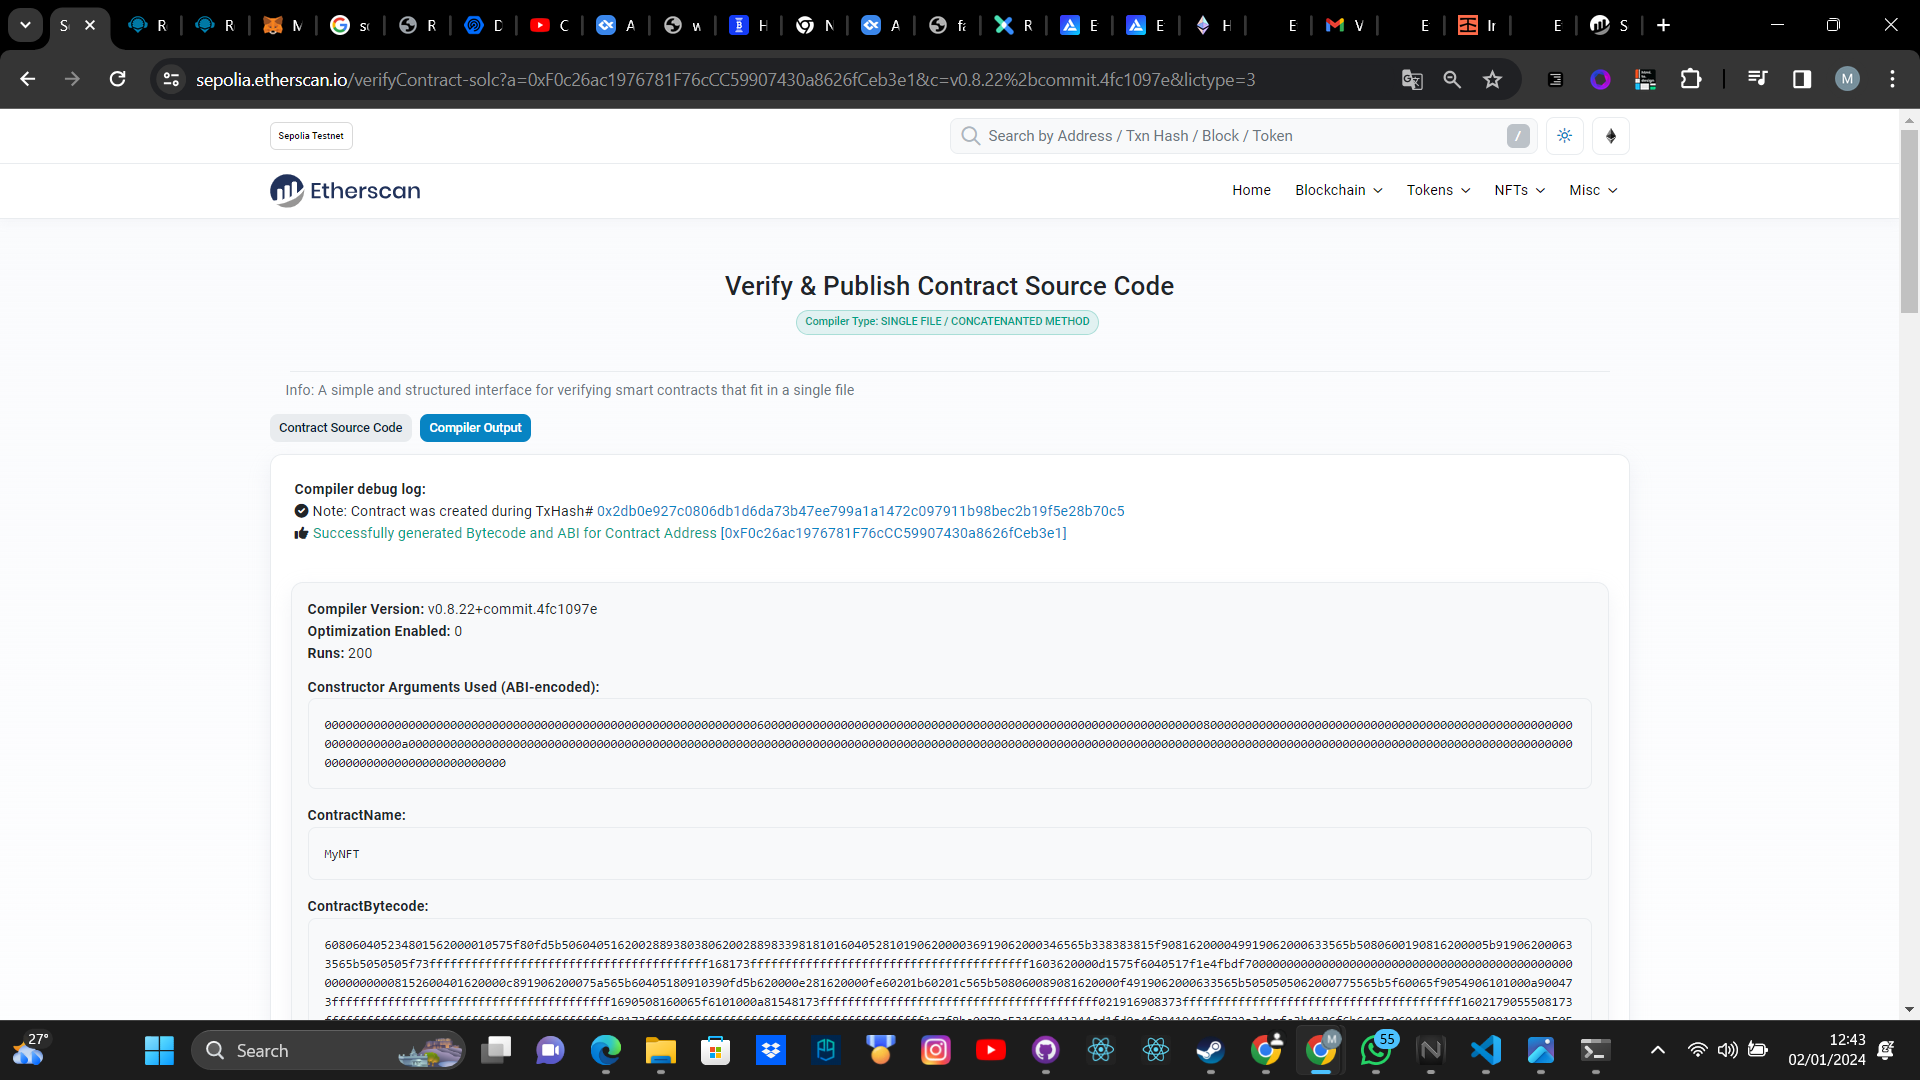 S
R
R
M
sc
R
D
C
A
w
H
N
A
fa
R
E
E
H
E
V
E
Ir
E
S
sepolia.etherscan.io/verifyContract-solc?a=0xF0c26ac1976781F76cCC59907430a8626fCeb3e1&c=v0.8.22%2bcommit.4fc1097e&lictype=3
M
Sepolia Testnet
Search by Address / Txn Hash / Block / Token
/
Etherscan
Home Blockchain Tokens NFTs Misc
Verify & Publish Contract Source Code
Compiler Type: SINGLE FILE / CONCATENANTED METHOD
Info: A simple and structured interface for verifying smart contracts that fit in a single file
Contract Source Code Compiler Output
Compiler debug log:
Note: Contract was created during TxHash# 0x2db0e927c0806db1d6da73b47ee799a1a1472c097911b98bec2b19f5e28b70c5
Successfully generated Bytecode and ABI for Contract Address [0xF0c26ac1976781F76cCC59907430a8626fCeb3e1]
Compiler Version: v0.8.22+commit.4fc1097e
Optimization Enabled: 0
Runs: 200
Constructor Arguments Used (ABI-encoded):
ContractName:
MyNFT
ContractBytecode:
27°
Search
55
12:43
02/01/2024